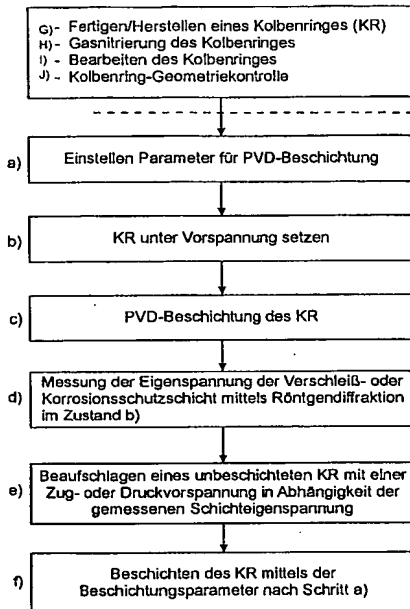 G)- Fertigen/Herstellen eines Kolbenringes (KR)
H)- Gasnitrierung des Kolbenringes
I)- Bearbeiten des Kolbenringes
J)- Kolbenring-Geometriekontrolle
a) Einstellen Parameter für PVD-Beschichtung
b) KR unter Vorspannung setzen
c) PVD-Beschichtung des KR
d) Messung der Eigenspannung der Verschleiß- oder
Korrosionsschutzschicht mittels Röntgendiffraktion
im Zustand b)
e) Beaufschlagen eines unbeschichteten KR mit einer
Zug- oder Druckvorspannung in Abhängigkeit der
gemessenen Schichteigenspannung
f) Beschichten des KR mittels der
Beschichtungsparameter nach Schritt a)